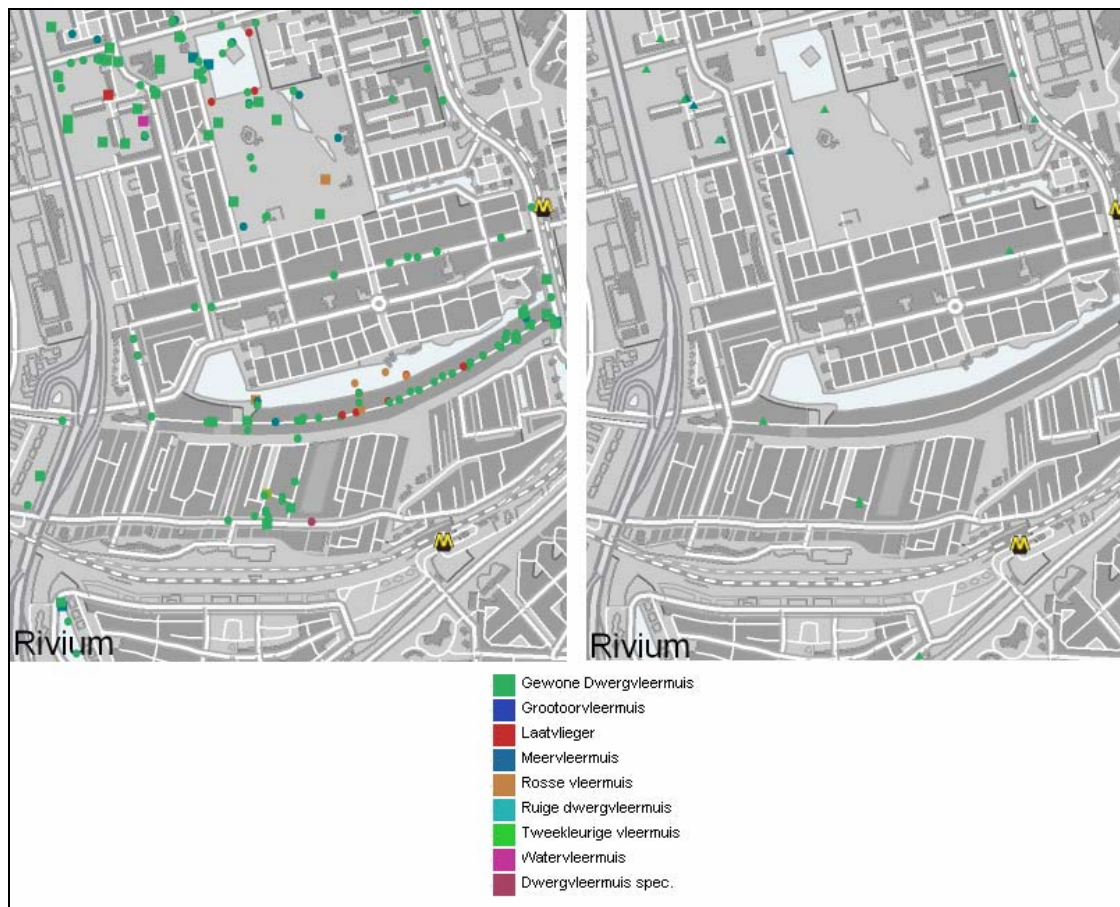 Rivium
Rivium
Gewone Dwergvleermuis
Grootoorvleermuis
Laatvlieger
Meervleermuis
Rosse vleermuis
Ruige dwergvleermuis
Tweekleurige vleermuis
Watervleermuis
Dwergvleermuis spec.